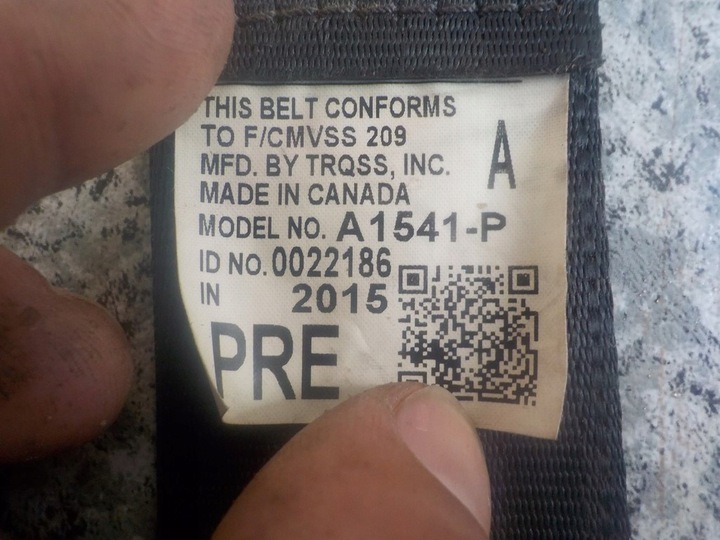 THIS BELT CONFORMS
TO F/CMVSS 209
MFD. BY TRQSS, INC.
MADE IN CANADA
A
MODEL NO. A1541-P
ID NO. 0022186
IN 2015
PRE